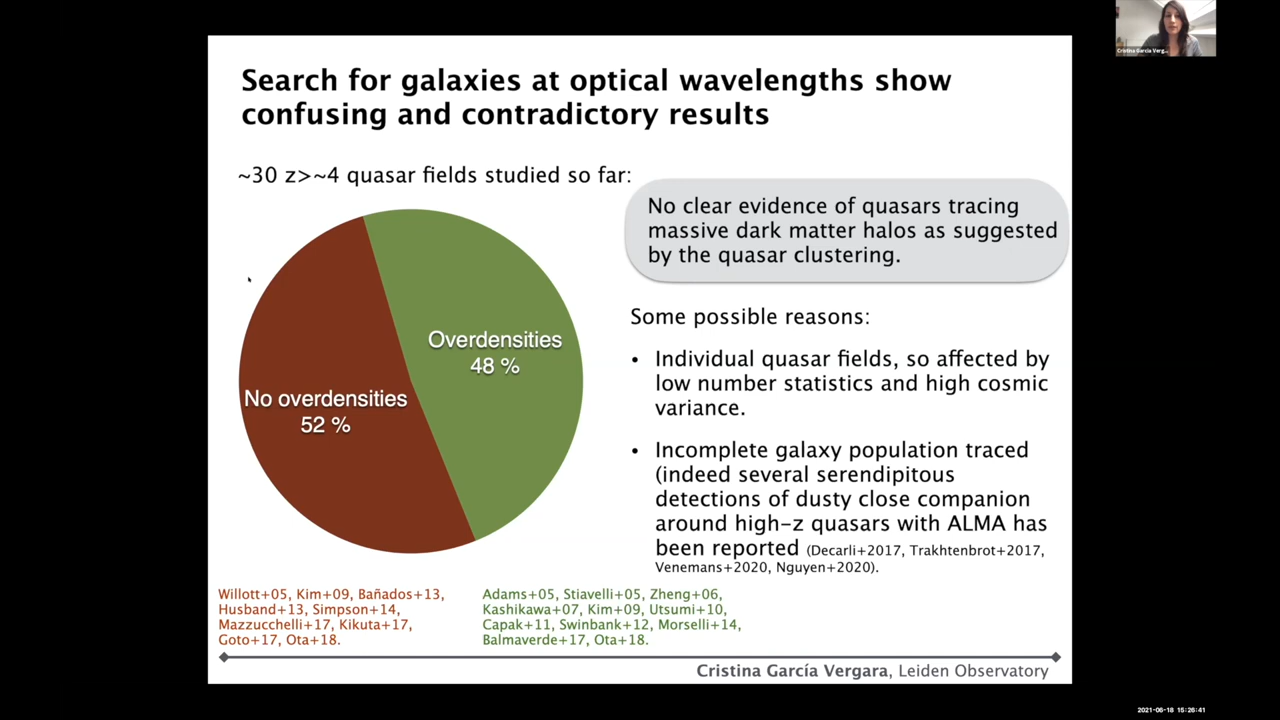 Cristina García Verg...
Search for galaxies at optical wavelengths show
confusing and contradictory results
~30 z>~4 quasar fields studied so far:
No clear evidence of quasars tracing
massive dark matter halos as suggested
by the quasar clustering.
Overdensities
48 %
No overdensities
52 %
Some possible reasons:
• Individual quasar fields, so affected by
low number statistics and high cosmic
variance.
• Incomplete galaxy population traced
(indeed several serendipitous
detections of dusty close companion
around high-z quasars with ALMA has
been reported (Decarli+2017, Trakhtenbrot+2017,
Venemans+2020, Nguyen+2020).
Willott+05, Kim+09, Bañados+13,
Husband+13, Simpson+14,
Mazzucchelli+17, Kikuta+17,
Goto+17, Ota+18.
Adams+05, Stiavelli+05, Zheng+06,
Kashikawa+07, Kim+09, Utsumi+10,
Capak+11, Swinbank+12, Morselli+14,
Balmaverde+17, Ota+18.
Cristina García Vergara, Leiden Observatory
2021-06-18 15:26:41